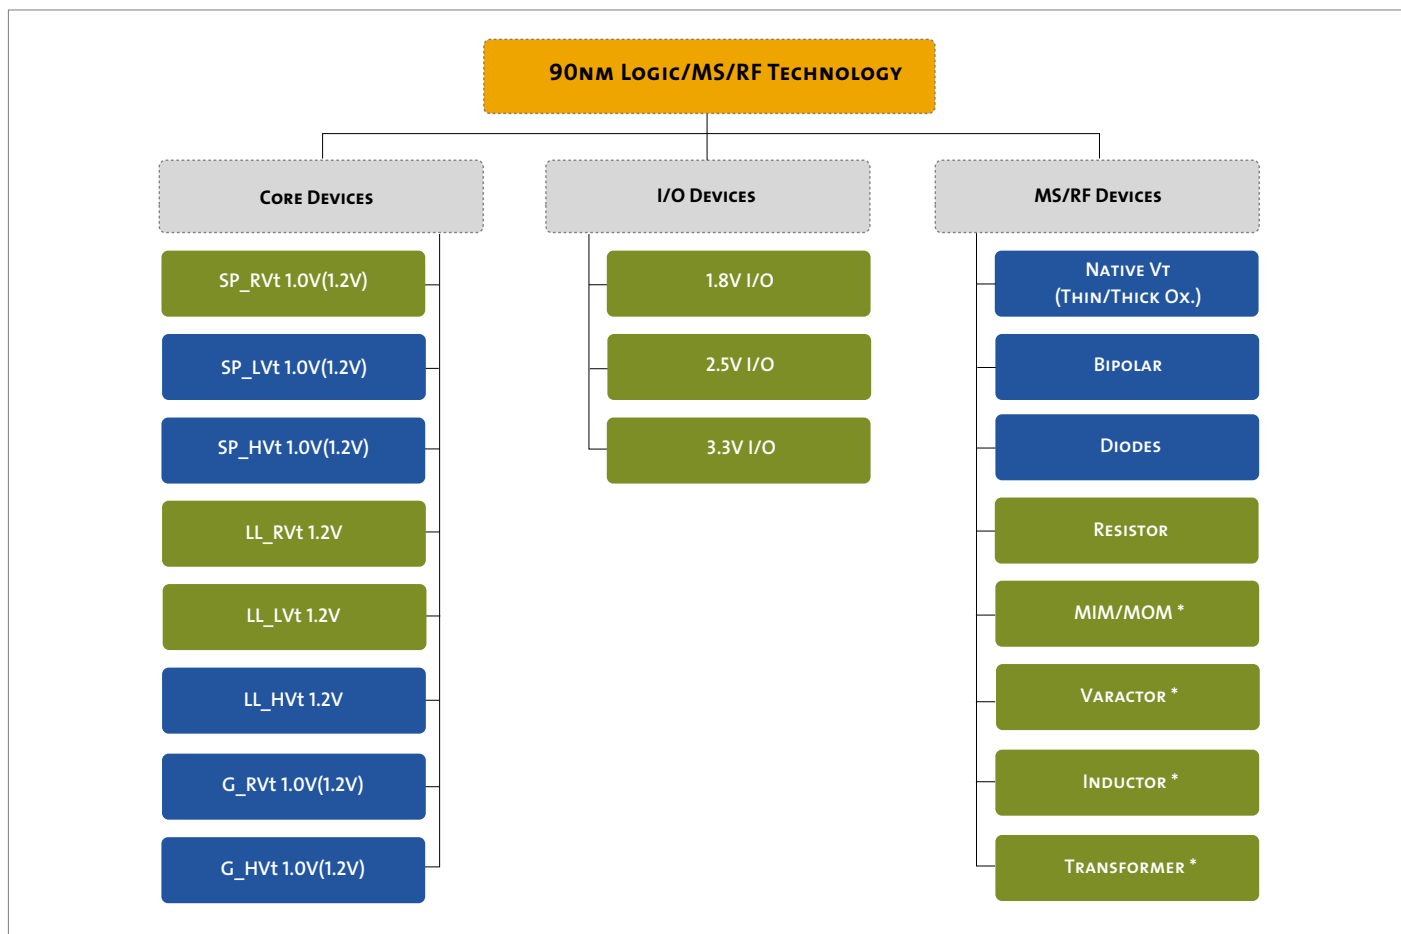 90nm Logic/MS/RF Technology
Core Devices
SP_RVt 1.0V(1.2V)
SP_LVt 1.0V(1.2V)
SP_HVt 1.0V(1.2V)
LL_RVt 1.2V
LL_LVt 1.2V
LL_HVt 1.2V
G_RVt 1.0V(1.2V)
G_HVt 1.0V(1.2V)
I/O Devices
1.8V I/O
2.5V I/O
3.3V I/O
MS/RF Devices
Native Vt
(Thin/Thick Ox.)
Bipolar
Diodes
Resistor
MIM/MOM *
Varactor *
Inductor *
Transformer *